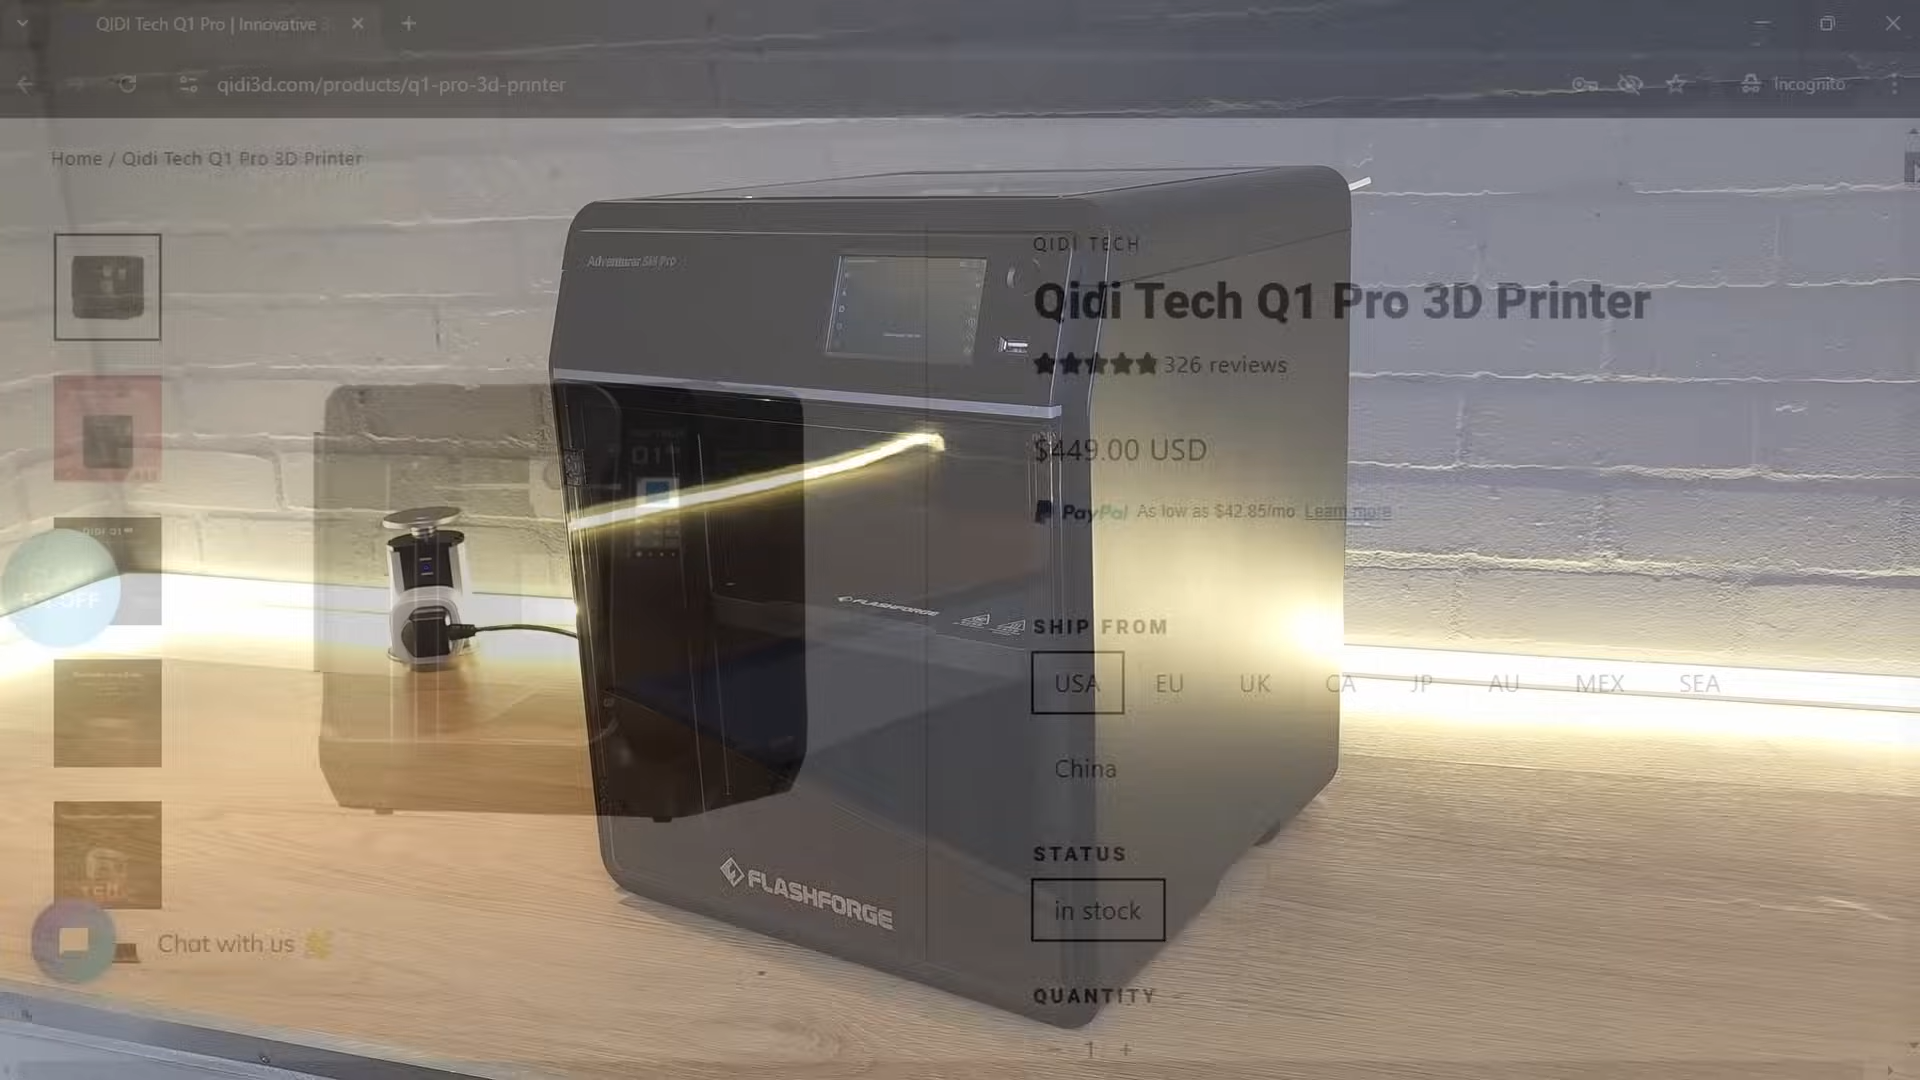 QIDI Tech Q1 Pro | Innovative 3
qidi3d.com/products/q1-pro-3d-printer
Incognito
Home / Qidi Tech Q1 Pro 3D Printer
Adventurer 5M Pro
QIDI TECH
Qidi Tech Q1 Pro 3D Printer
326 reviews
$449.00 USD
PayPal As low as $42.85/mo Learn more
FLASHFORGE
SHIP FROM
USA EU UK CA JP AU MEX SEA
China
STATUS
in stock
FLASHFORGE
Chat with us
QUANTITY
- 1 +